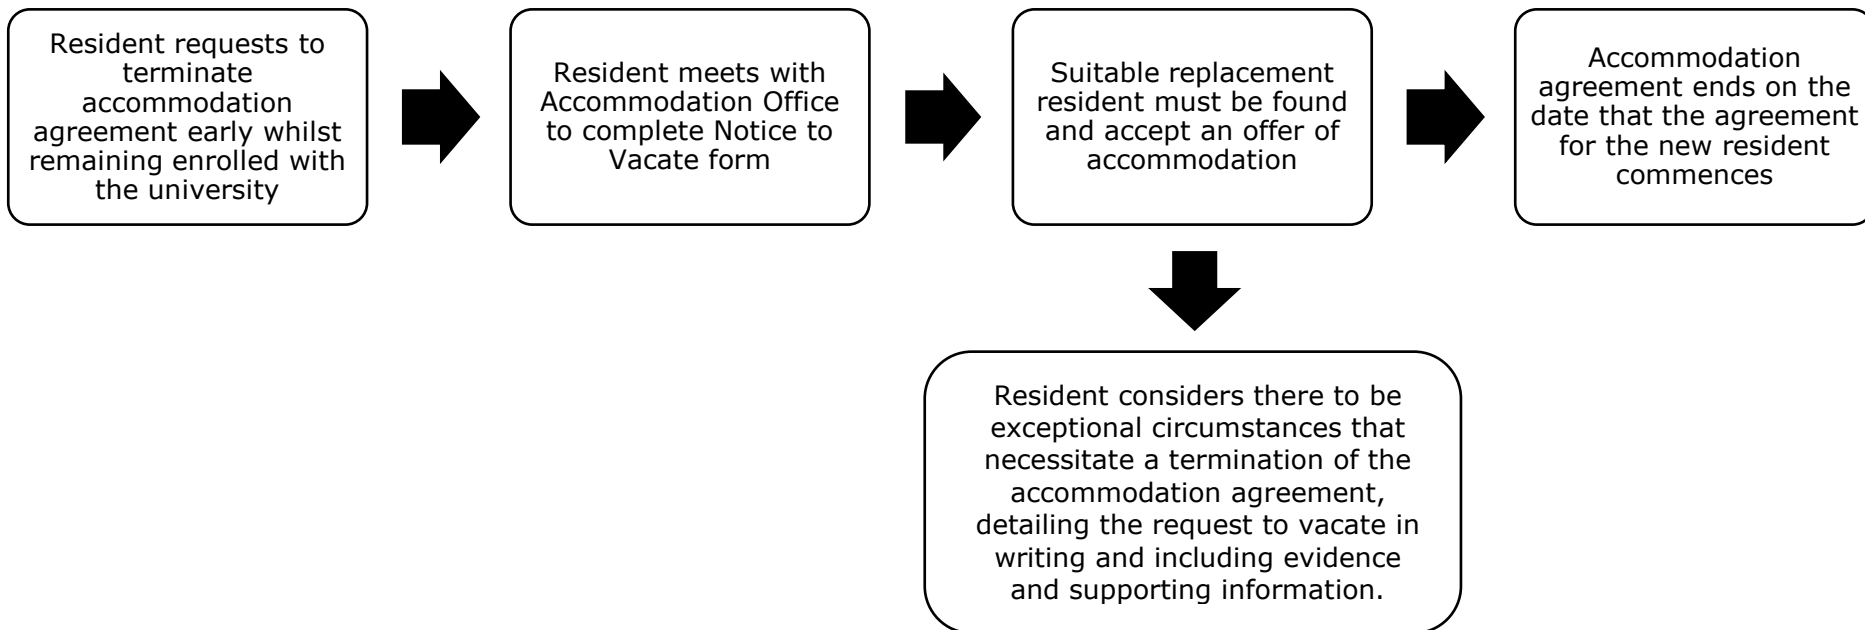 Resident requests to
terminate
accommodation
agreement early whilst
remaining enrolled with
the university
Resident meets with
Accommodation Office
to complete Notice to
Vacate form
Suitable replacement
resident must be found
and accept an offer of
accommodation
Accommodation
agreement ends on the
date that the agreement
for the new resident
commences
Resident considers there to be
exceptional circumstances that
necessitate a termination of the
accommodation agreement,
detailing the request to vacate in
writing and including evidence
and supporting information.